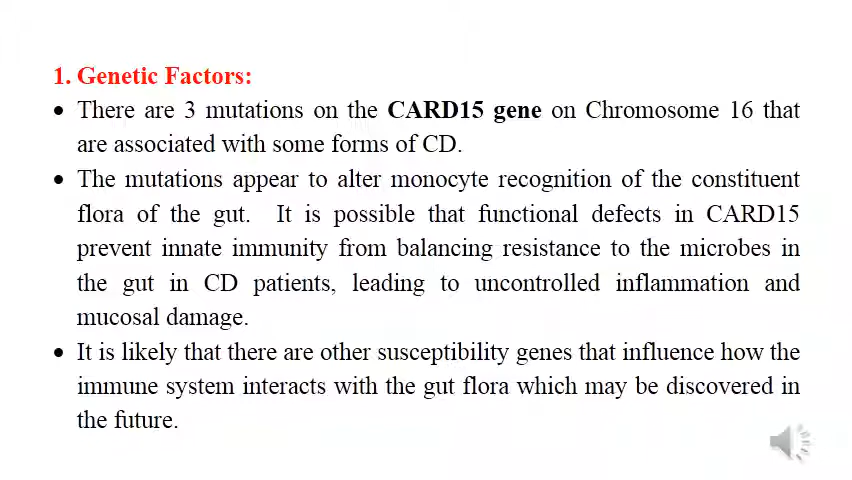 1. Genetic Factors:
• There are 3 mutations on the CARD15 gene on Chromosome 16 that
are associated with some forms of CD.
• The mutations appear to alter monocyte recognition of the constituent
flora of the gut. It is possible that functional defects in CARD15
prevent innate immunity from balancing resistance to the microbes in
the gut in CD patients, leading to uncontrolled inflammation and
mucosal damage.
• It is likely that there are other susceptibility genes that influence how the
immune system interacts with the gut flora which may be discovered in
the future.